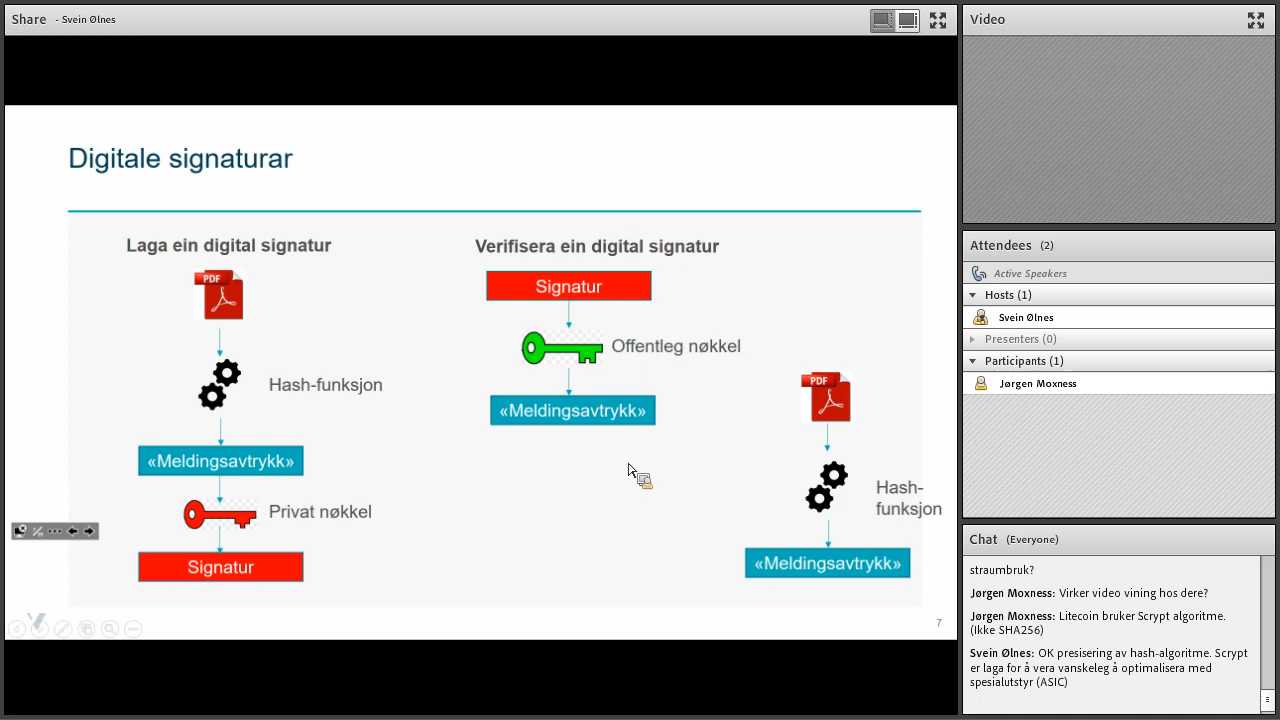 Share - Svein Ølnes
Digitale signaturar
Laga ein digital signatur
PDF
Hash-funksjon
«Meldingsavtrykk»
Privat nøkkel
Signatur
Verifisera ein digital signatur
Signatur
Offentleg nøkkel
«Meldingsavtrykk»
PDF
Hash-
funksjon
«Meldingsavtrykk»
7
Video
Attendees (2)
Active Speakers
Hosts (1)
Svein Ølnes
Presenters (0)
Participants (1)
Jørgen Moxness
Chat (Everyone)
straumbruk?
Jørgen Moxness: Virker video vining hos dere?
Jørgen Moxness: Litecoin bruker Scrypt algoritme.
(Ikke SHA256)
Svein Ølnes: OK presisering av hash-algoritme. Scrypt
er laga for å vera vanskeleg å optimalisera med
spesialutstyr (ASIC)